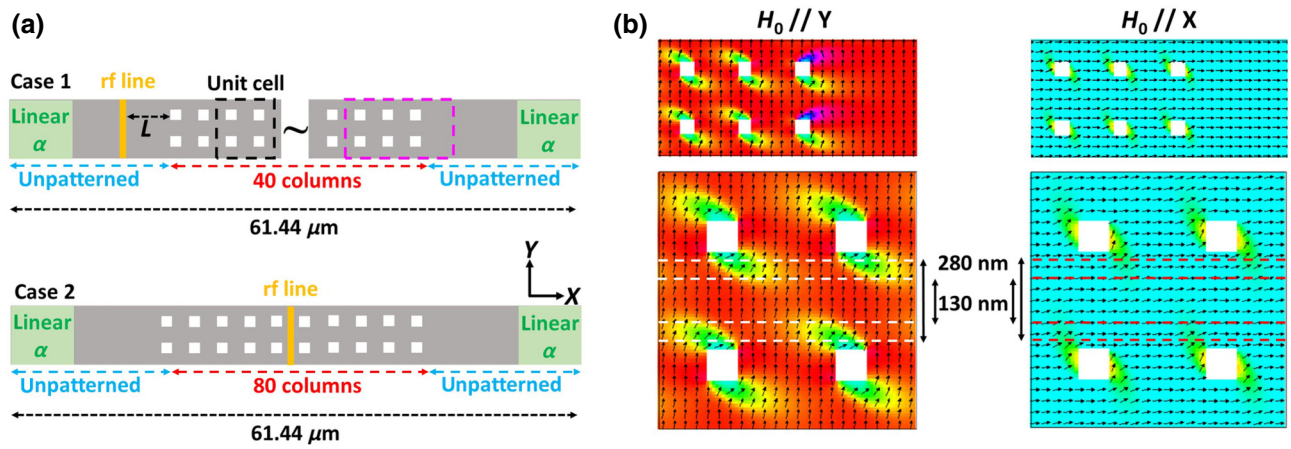 (a)
Case 1
rf line
Unit cell
Linear
α
L
~
Linear
α
Unpatterned
40 columns
Unpatterned
61.44 μm
Case 2
rf line
Y
X
Linear
α
Linear
α
Unpatterned
80 columns
Unpatterned
61.44 μm
(b)
H0 // Y
H0 // X
280 nm
130 nm